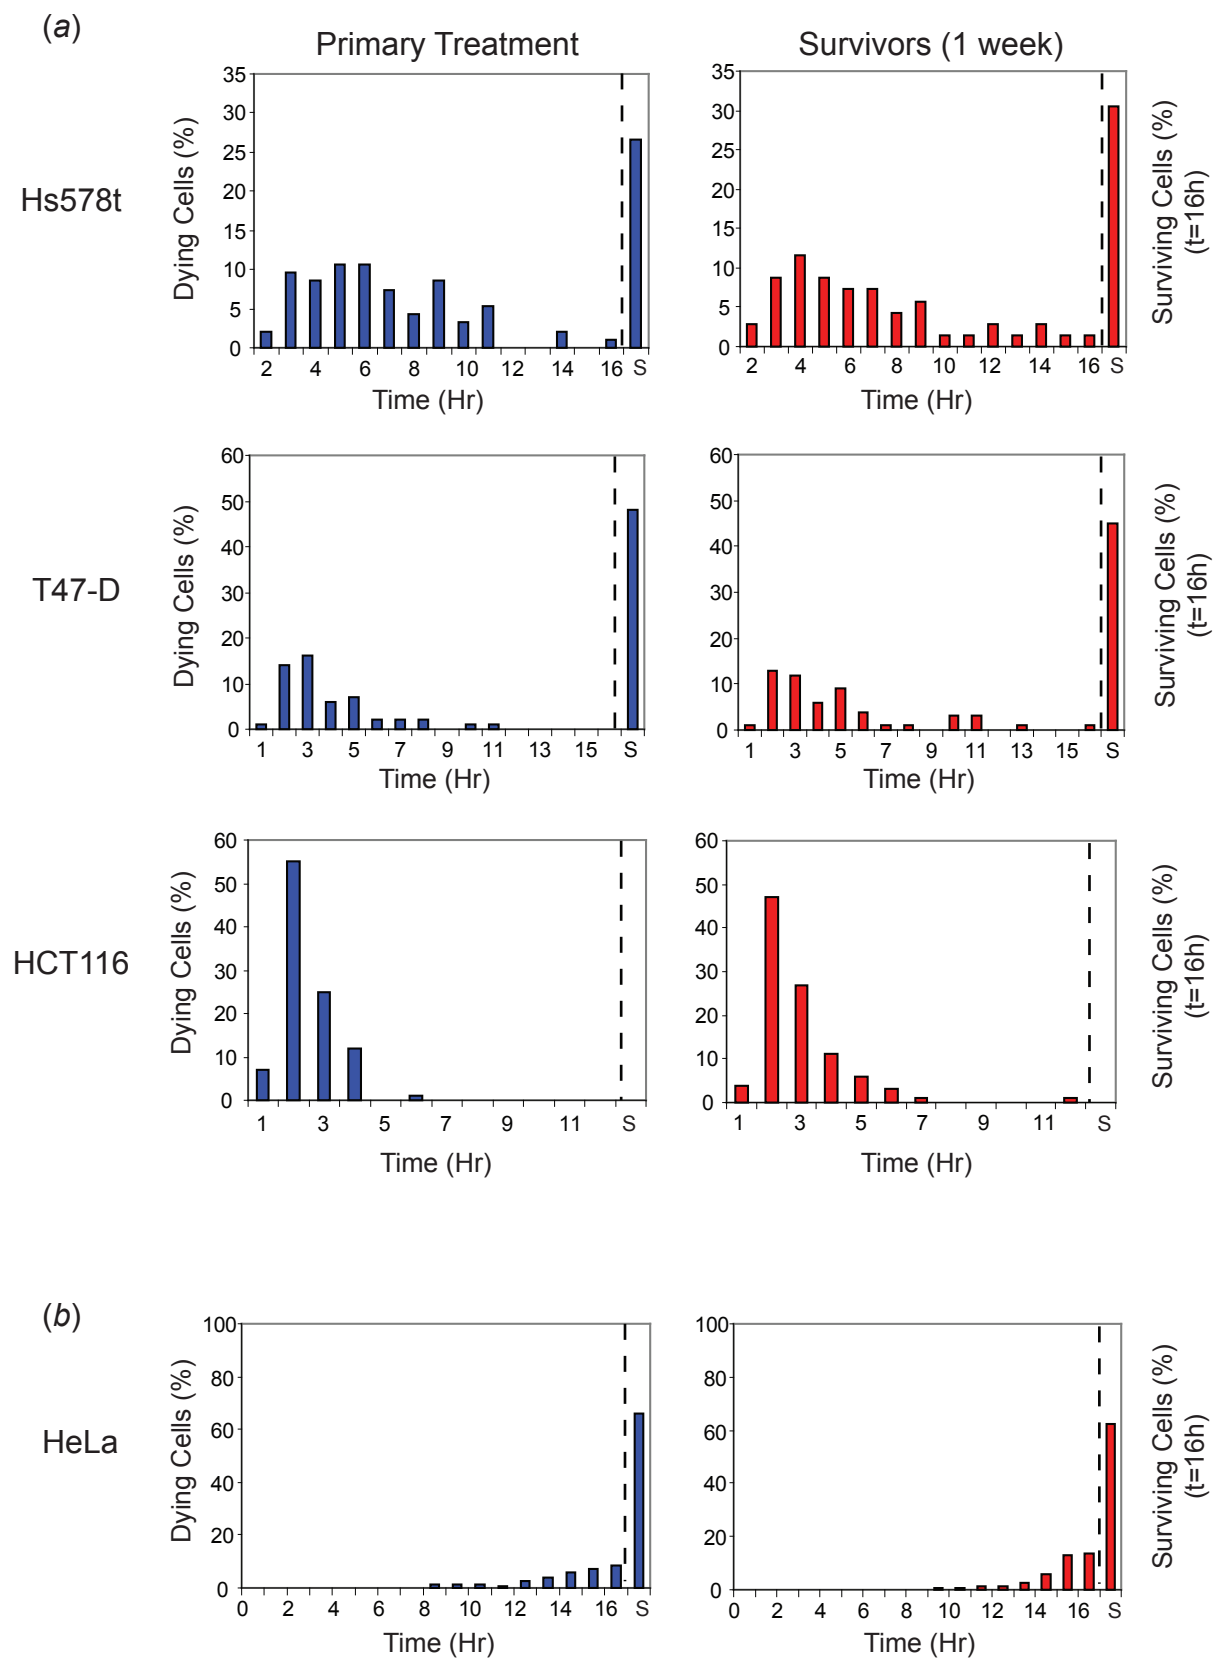 (a)
Primary Treatment
Survivors (1 week)
Hs578t
Dying Cells (%)
35
30
25
20
15
10
5
0
2 4 6 8 10 12 14 16 S
Time (Hr)
35
30
25
20
15
10
5
0
2 4 6 8 10 12 14 16 S
Time (Hr)
Surviving Cells (%)
(t=16h)
T47-D
Dying Cells (%)
60
50
40
30
20
10
0
1 3 5 7 9 11 13 15 S
Time (Hr)
60
50
40
30
20
10
0
1 3 5 7 9 11 13 15 S
Time (Hr)
Surviving Cells (%)
(t=16h)
HCT116
Dying Cells (%)
60
50
40
30
20
10
0
1 3 5 7 9 11 S
Time (Hr)
60
50
40
30
20
10
0
1 3 5 7 9 11 S
Time (Hr)
Surviving Cells (%)
(t=16h)
(b)
HeLa
Dying Cells (%)
100
80
60
40
20
0
0 2 4 6 8 10 12 14 16 S
Time (Hr)
100
80
60
40
20
0
0 2 4 6 8 10 12 14 16 S
Time (Hr)
Surviving Cells (%)
(t=16h)